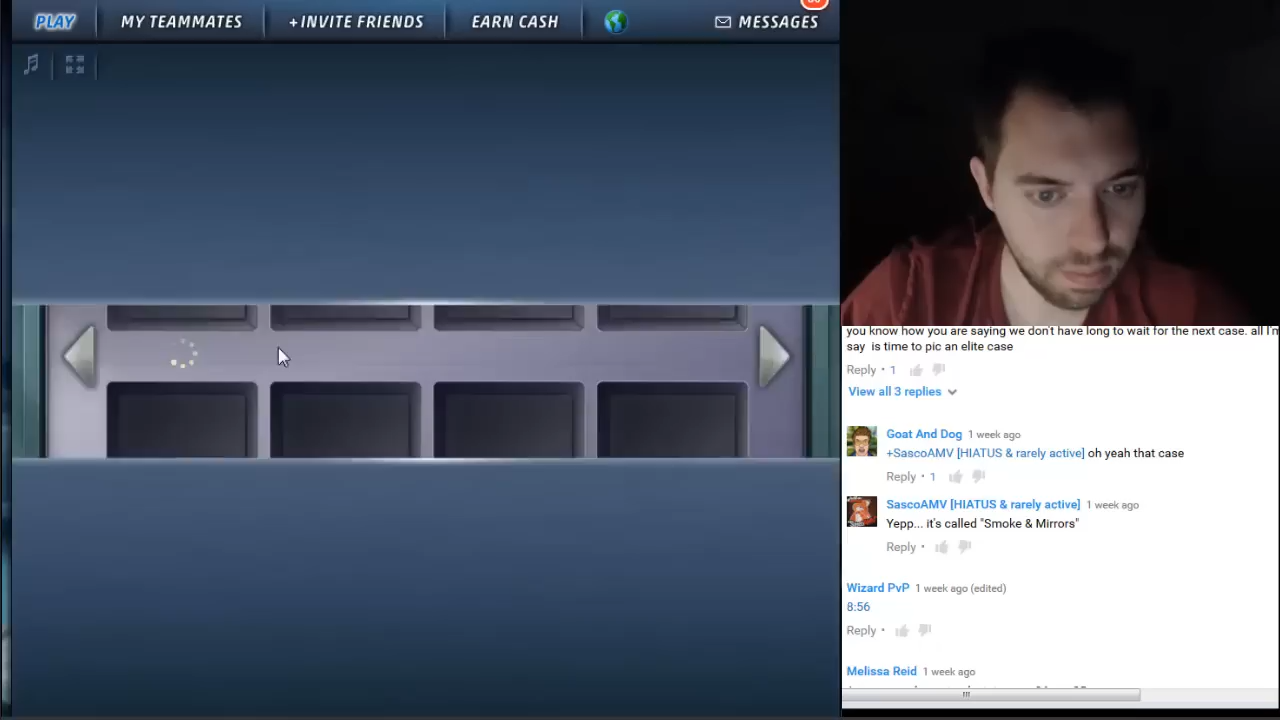 PLAY
MY TEAMMATES
+INVITE FRIENDS
EARN CASH
MESSAGES
you know how you are saying we don't have long to wait for the next case. all I'm
say is time to pic an elite case
Reply • 1
View all 3 replies
Goat And Dog 1 week ago
+SascoAMV [HIATUS & rarely active] oh yeah that case
Reply • 1
SascoAMV [HIATUS & rarely active] 1 week ago
Yepp... it's called "Smoke & Mirrors"
Reply •
Wizard PvP 1 week ago (edited)
8:56
Reply •
Melissa Reid 1 week ago